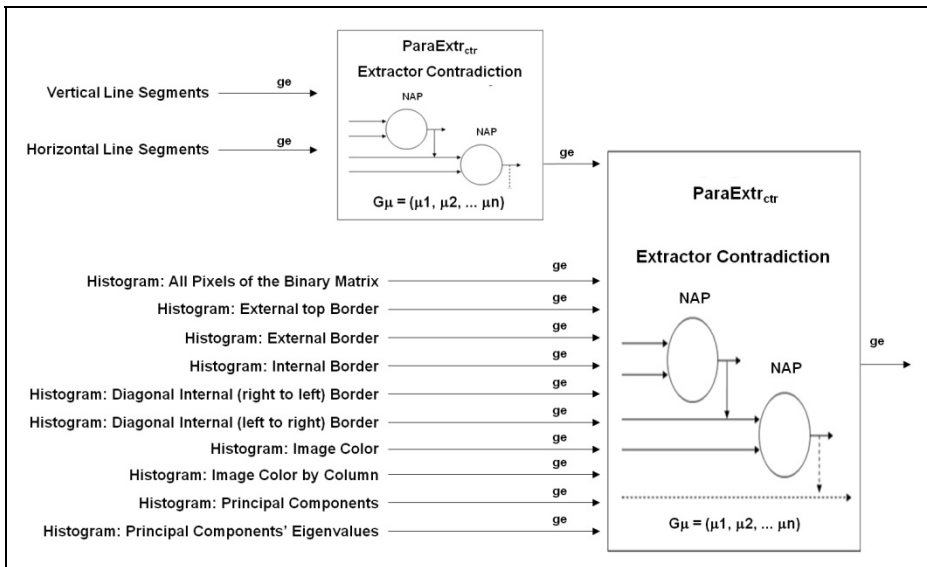 ParaExtrctr
Extractor Contradiction
NAP
NAP
Gμ = (μ1, μ2, ... μn)
Vertical Line Segments
ge
Horizontal Line Segments
ge
ge
Histogram: All Pixels of the Binary Matrix
ge
Histogram: External top Border
ge
Histogram: External Border
ge
Histogram: Internal Border
ge
Histogram: Diagonal Internal (right to left) Border
ge
Histogram: Diagonal Internal (left to right) Border
ge
Histogram: Image Color
ge
Histogram: Image Color by Column
ge
Histogram: Principal Components
ge
Histogram: Principal Components' Eigenvalues
ge
ParaExtrctr
Extractor Contradiction
NAP
NAP
Gμ = (μ1, μ2, ... μn)
ge